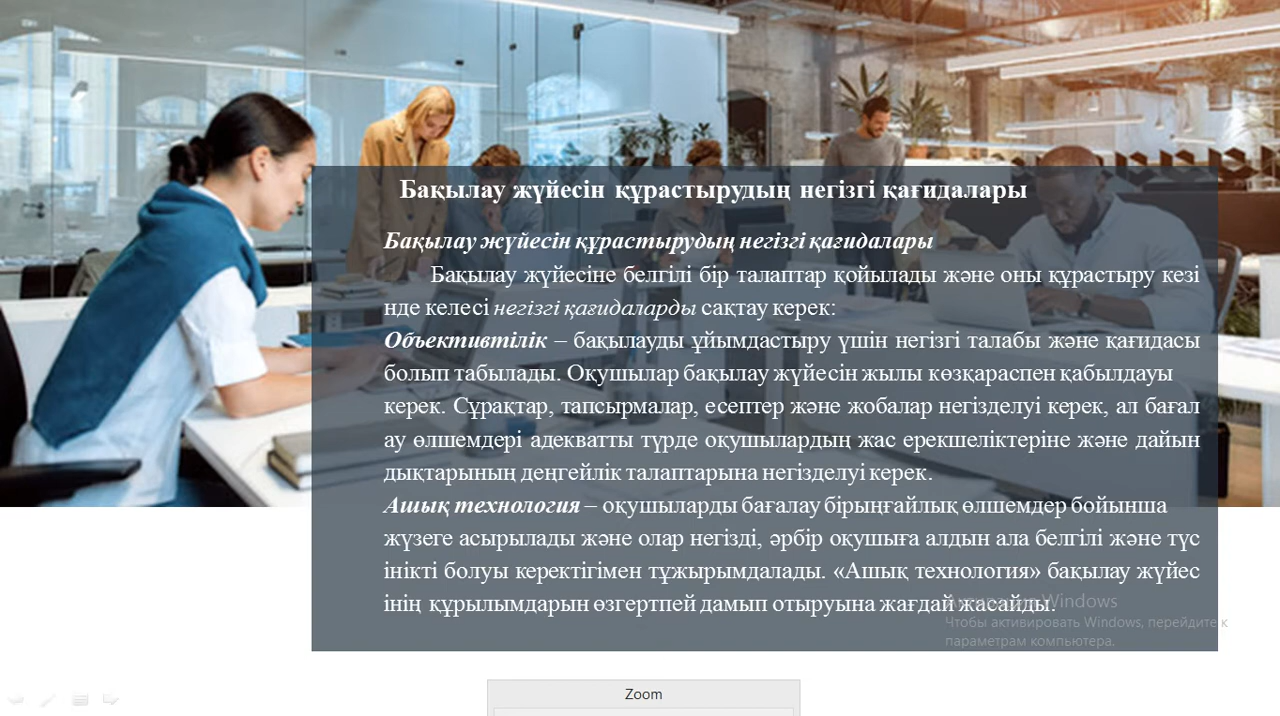 Бақылау жүйесін құрастырудың негізгі қағидалары
Бақылау жүйесін құрастырудың негізгі қағидалары
Бақылау жүйесіне белгілі бір талаптар қойылады және оны құрастыру кезі
нде келесі негізгі қағидаларды сақтау керек:
Объективтілік – бақылауды ұйымдастыру үшін негізгі талабы және қағидасы
болып табылады. Оқушылар бақылау жүйесін жылы көзқараспен қабылдауы
керек. Сұрақтар, тапсырмалар, есептер және жобалар негізделуі керек, ал бағал
ау өлшемдері адекватты түрде оқушылардың жас ерекшеліктеріне және дайын
дықтарының деңгейлік талаптарына негізделуі керек.
Ашық технология – оқушыларды бағалау бірыңғайлық өлшемдер бойынша
жүзеге асырылады және олар негізді, әрбір оқушыға алдын ала белгілі және түс
інікті болуы керектігімен тұжырымдалады. «Ашық технология» бақылау жүйес
інің құрылымдарын өзгертпей дамып отыруына жағдай жасайды.
Активация Windows
Чтобы активировать Windows, перейдите к
параметрам компьютера.
Zoom